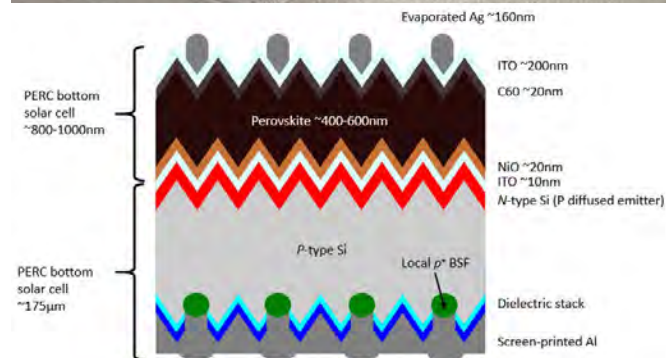 Evaporated Ag ~160nm
ITO ~200nm
C60 ~20nm
PERC bottom
solar cell
~800-1000nm
Perovskite ~400-600nm
NiO ~20nm
ITO ~10nm
N-type Si (P diffused emitter)
P-type Si
Local p⁺ BSF
PERC bottom
solar cell
~175μm
Dielectric stack
Screen-printed Al